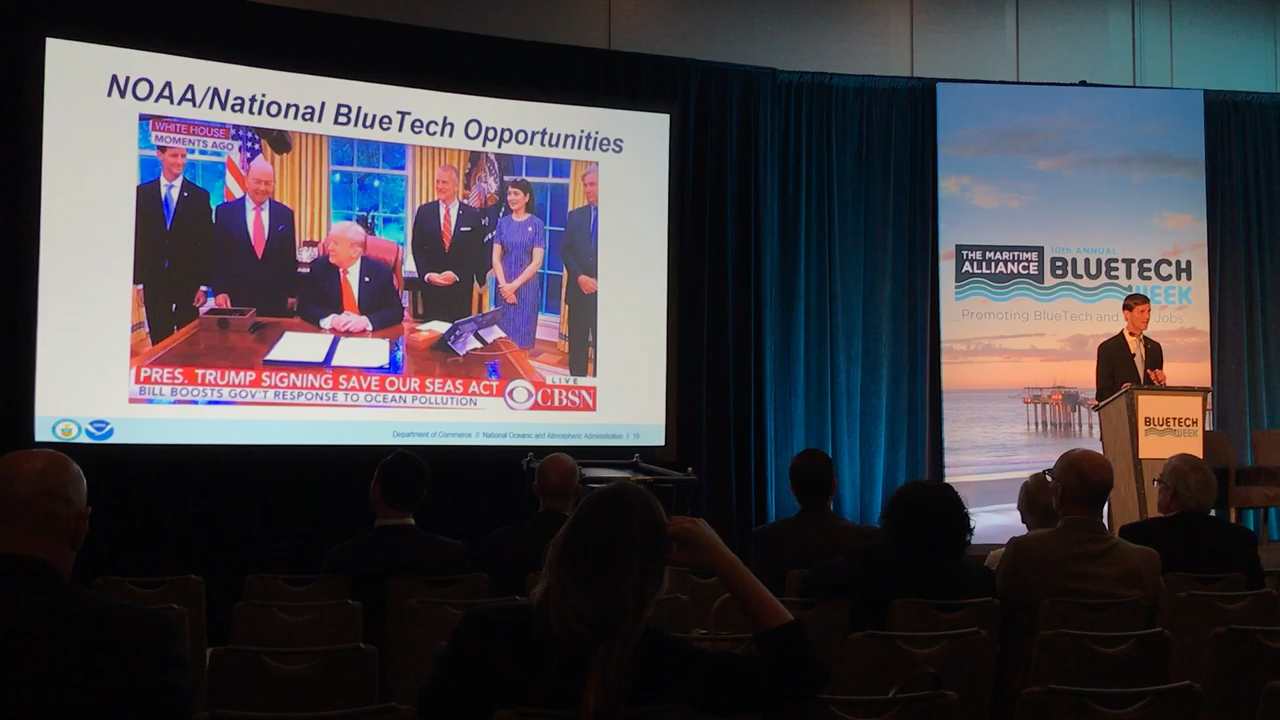 NOAA/National BlueTech Opportunities
WHITE HOUSE
MOMENTS AGO
PRES. TRUMP SIGNING SAVE OUR SEAS ACT
BILL BOOSTS GOV'T RESPONSE TO OCEAN POLLUTION
LIVE
CBSN
Department of Commerce // National Oceanic and Atmospheric Administration // 19
THE MARITIME
ALLIANCE
10th ANNUAL
BLUETECH
WEEK
Promoting BlueTech and Jobs
BLUETECH
WEEK